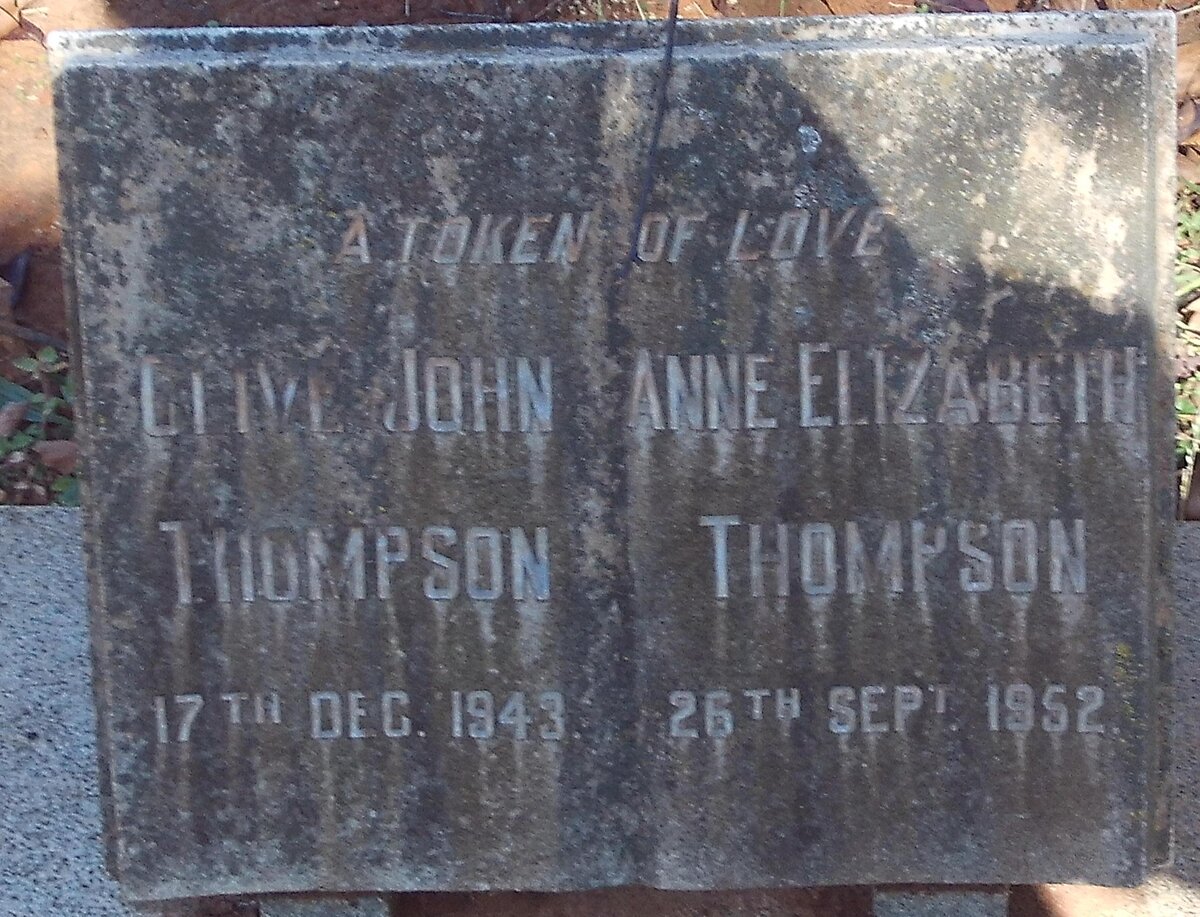 A TOKEN OF LOVE
CLIVE JOHN
THOMPSON
17TH DEC. 1943.
ANNE ELIZABETH
THOMPSON
26TH SEPT. 1952